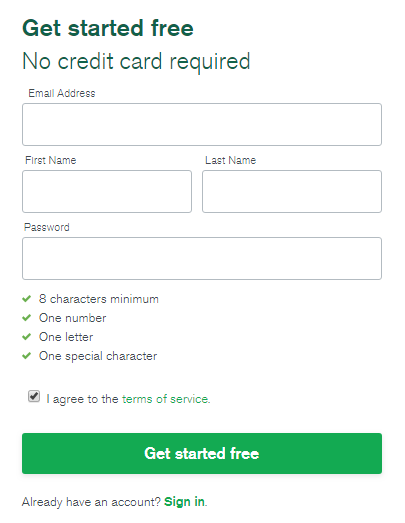 Get started free
No credit card required
Email Address
First Name Last Name
Password
8 characters minimum
One number
One letter
One special character
I agree to the terms of service.
Get started free
Already have an account? Sign in.